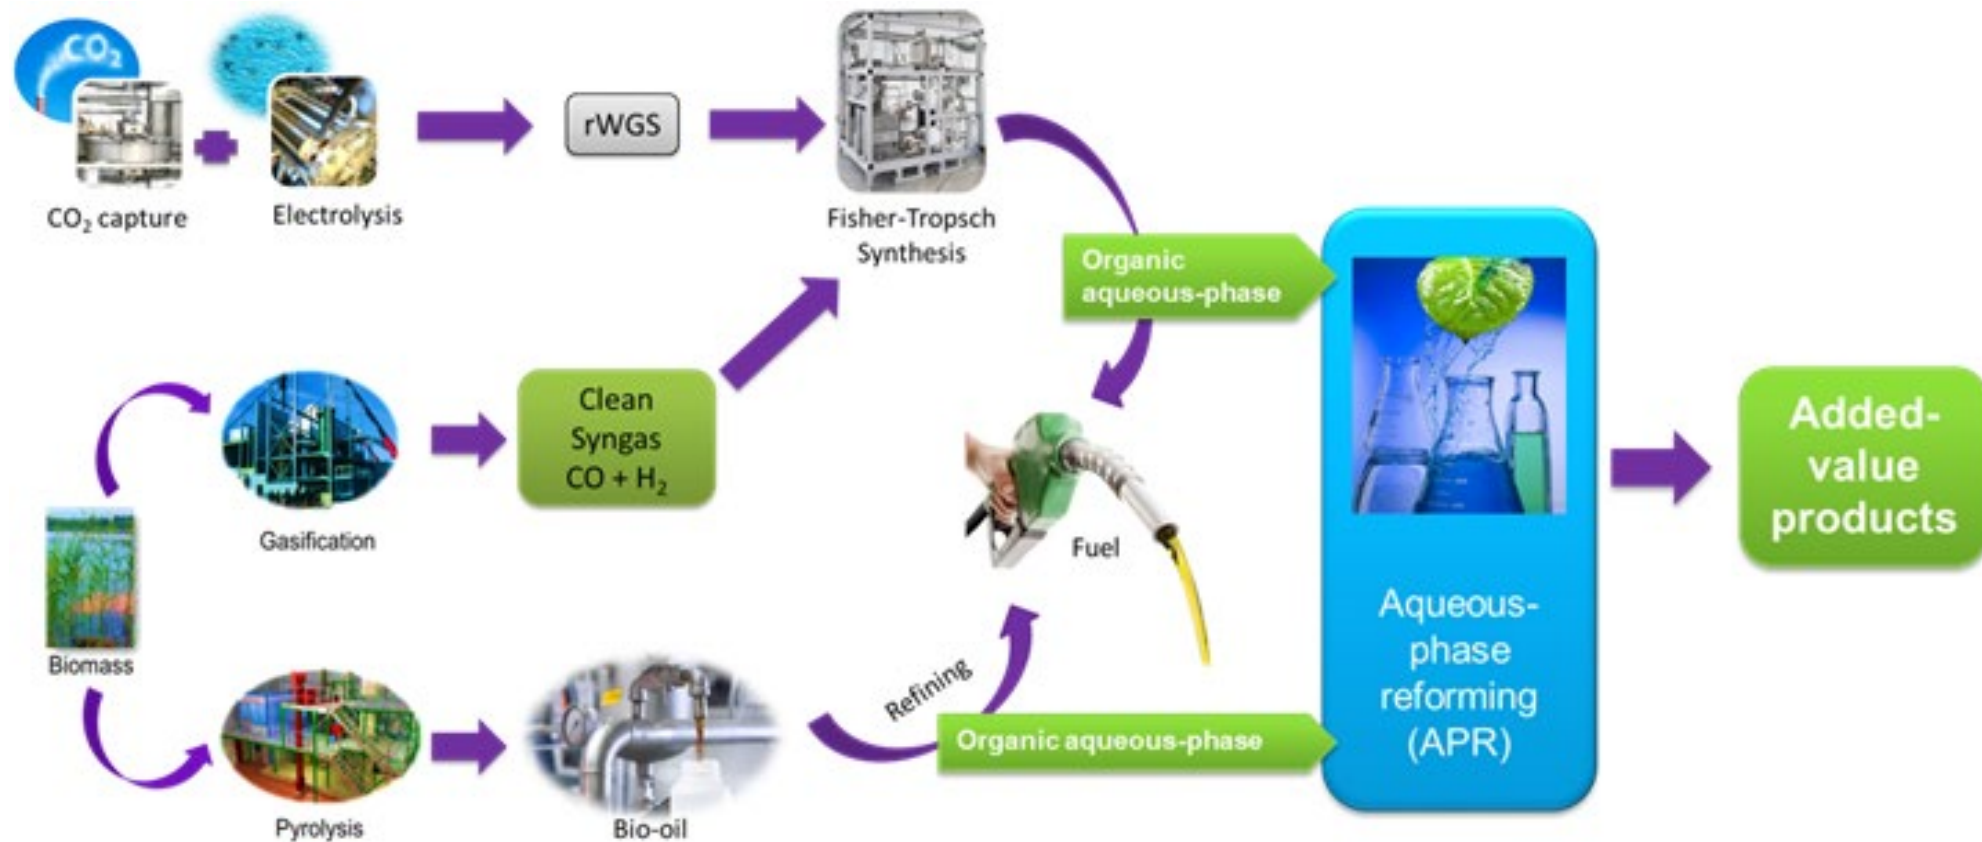 CO2
CO2 capture
Electrolysis
rWGS
Fisher-Tropsch
Synthesis
Organic
aqueous-phase
Clean
Syngas
CO + H2
Gasification
Biomass
Fuel
Refining
Organic aqueous-phase
Pyrolysis
Bio-oil
Aqueous-
phase
reforming
(APR)
Added-
value
products